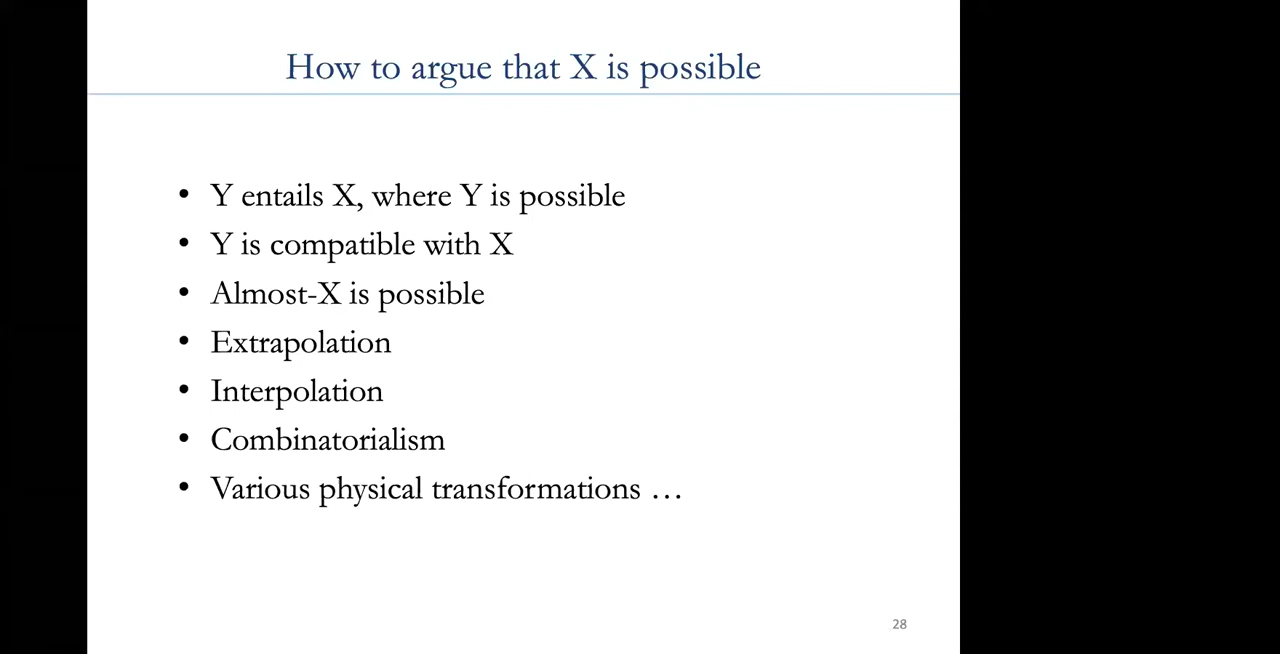 How to argue that X is possible
• Y entails X, where Y is possible
• Y is compatible with X
• Almost-X is possible
• Extrapolation
• Interpolation
• Combinatorialism
• Various physical transformations …
28